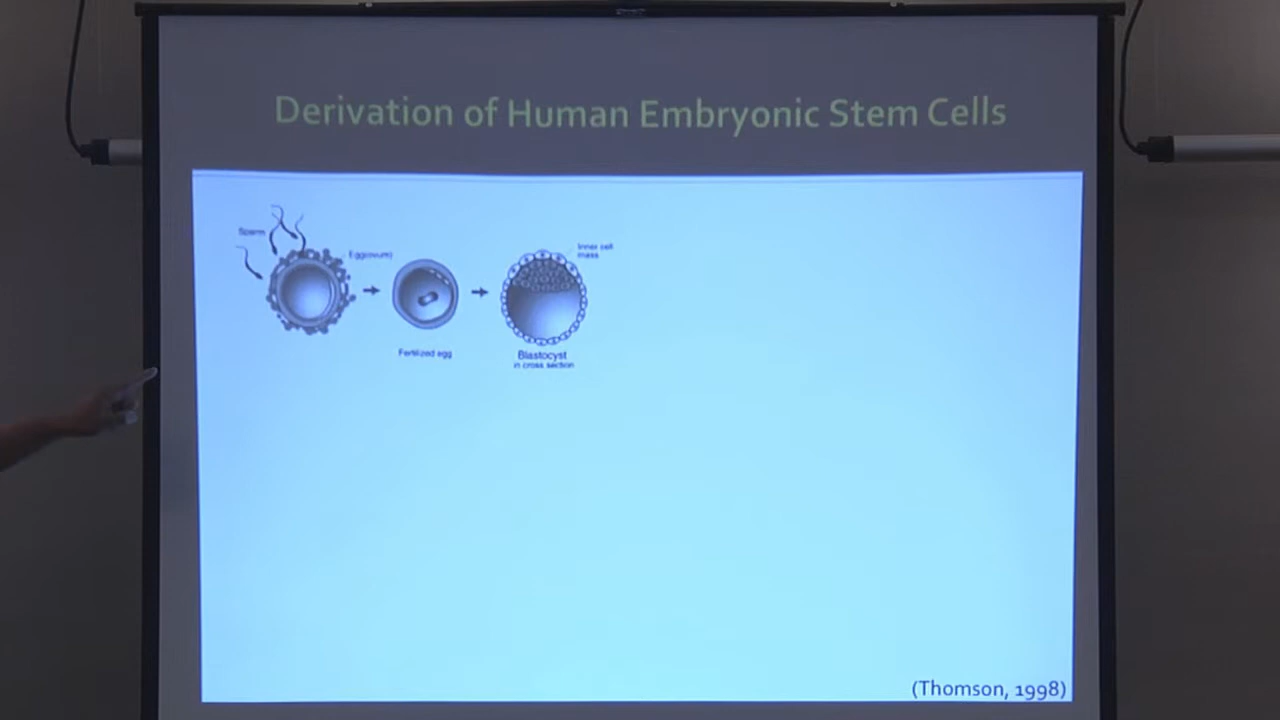 Derivation of Human Embryonic Stem Cells
Sperm
Egg(ovum)
Inner cell
mass
Fertilized egg
Blastocyst
in cross section
(Thomson, 1998)